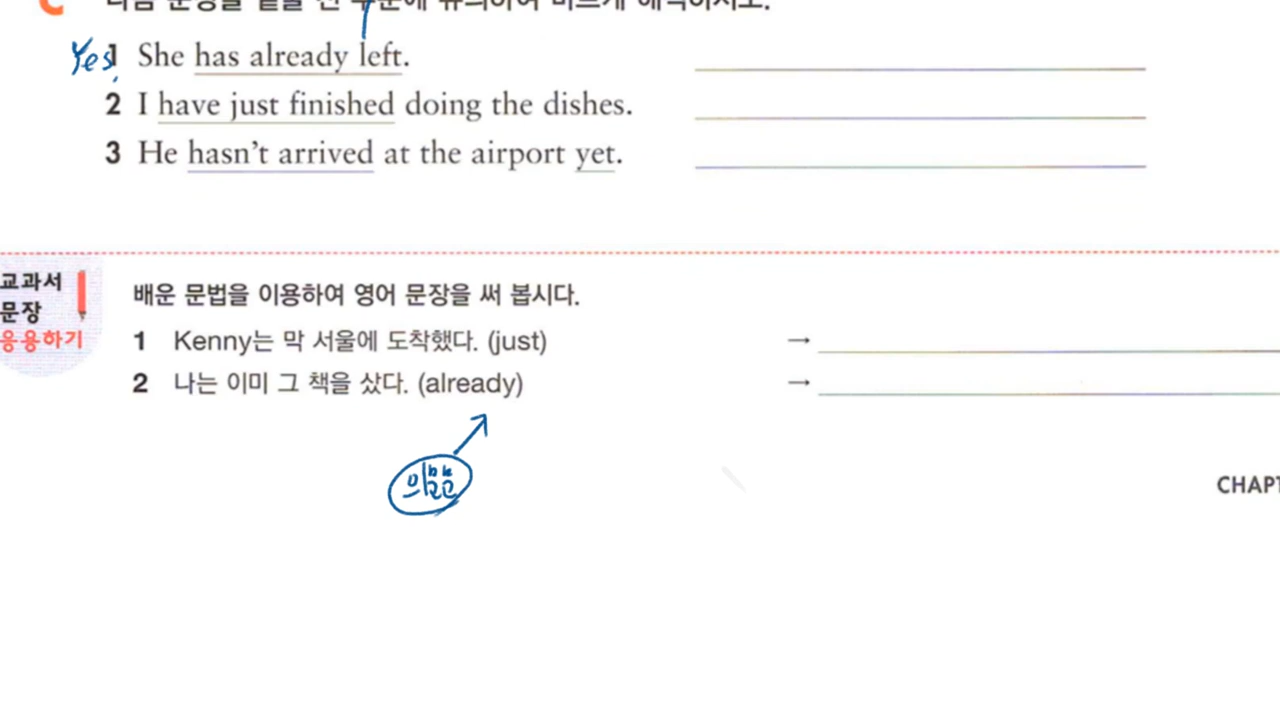 C
Yes, 1 She has already left.
2 I have just finished doing the dishes.
3 He hasn't arrived at the airport yet.
교과서
문장
응용하기
배운 문법을 이용하여 영어 문장을 써 봅시다.
1 Kenny는 막 서울에 도착했다. (just) →
2 나는 이미 그 책을 샀다. (already) →